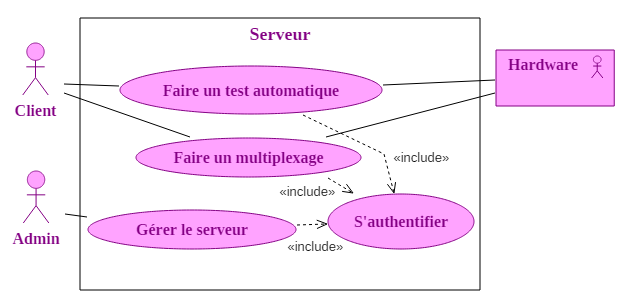 Serveur
Hardware
Faire un test automatique
Client
Faire un multiplexage
«include»
«include»
S'authentifier
Gérer le serveur
Admin
«include»